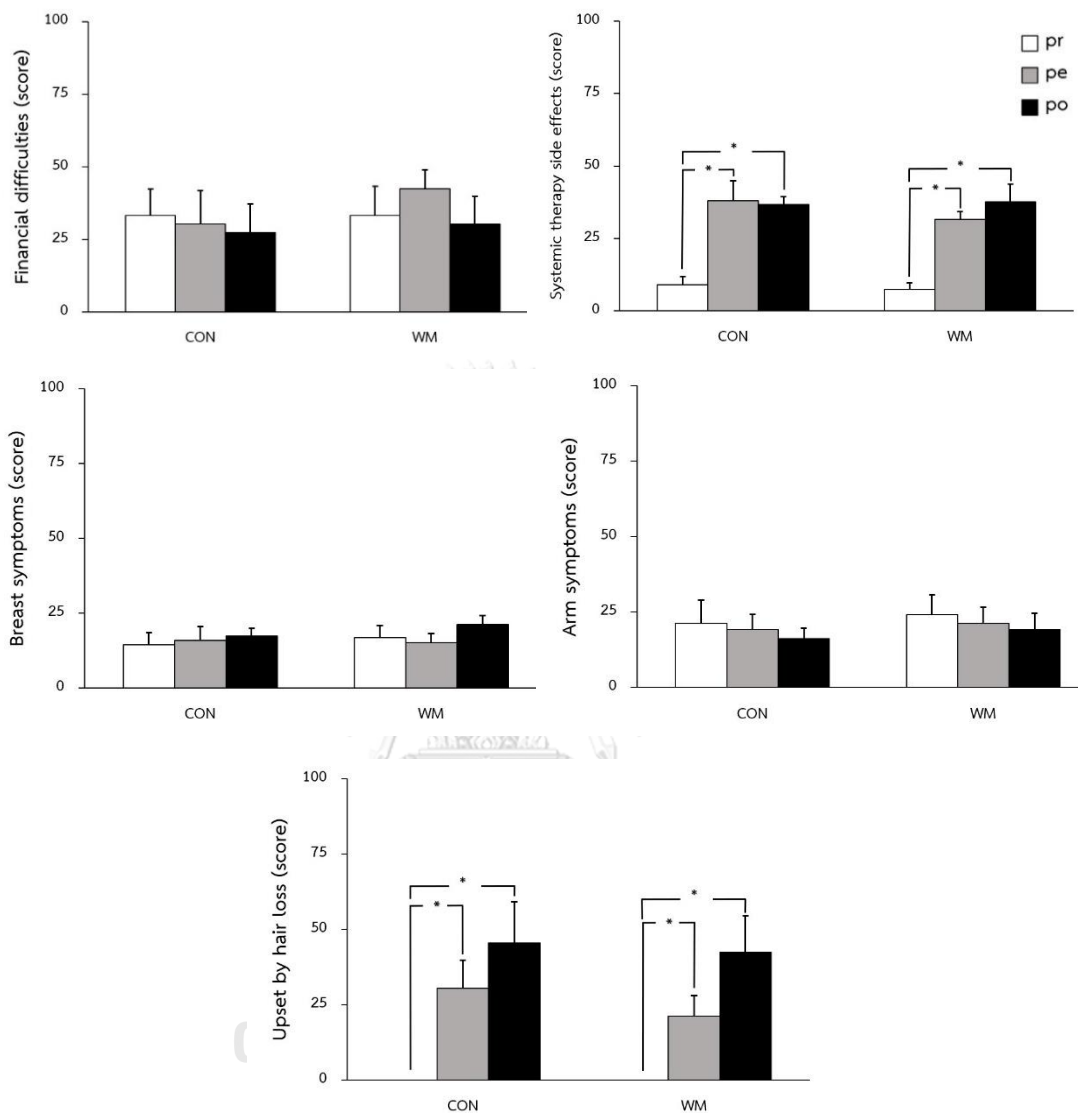 Financial difficulties (score)
100
75
50
25
0
CON
WM
Systemic therapy side effects (score)
100
75
50
25
0
*
*
*
*
CON
WM
pr
pe
po
Breast symptoms (score)
100
75
50
25
0
CON
WM
Arm symptoms (score)
100
75
50
25
0
CON
WM
Upset by hair loss (score)
100
75
50
25
0
*
*
*
*
CON
WM